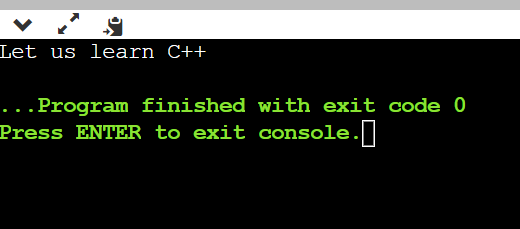 Let us learn C++
...Program finished with exit code 0
Press ENTER to exit console.